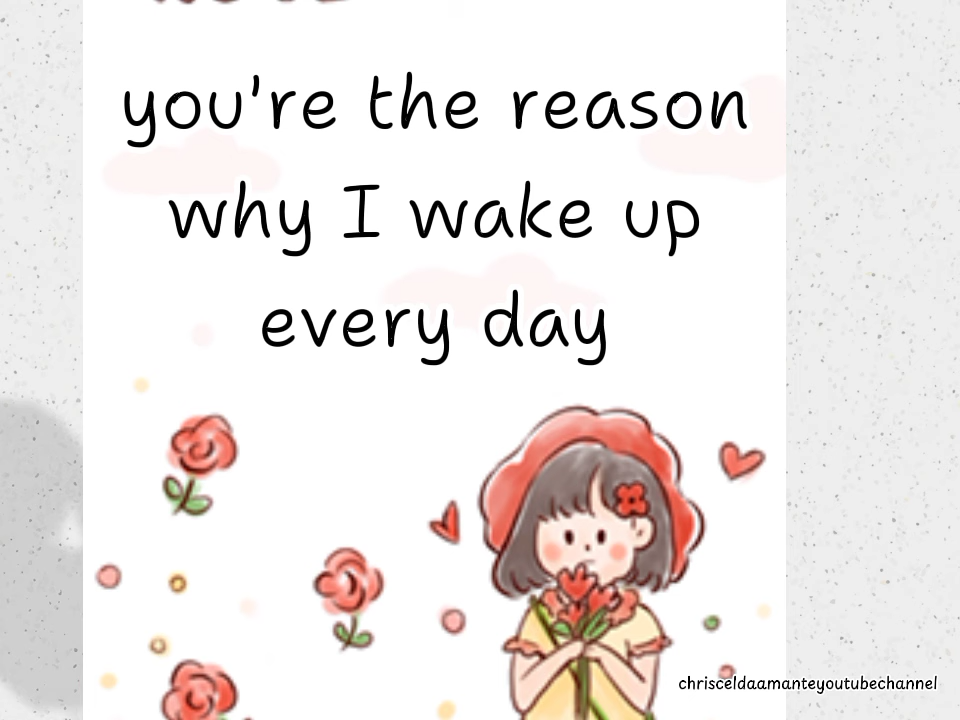 you're the reason
why I wake up
every day
chrisceldaamanteyoutubechannel